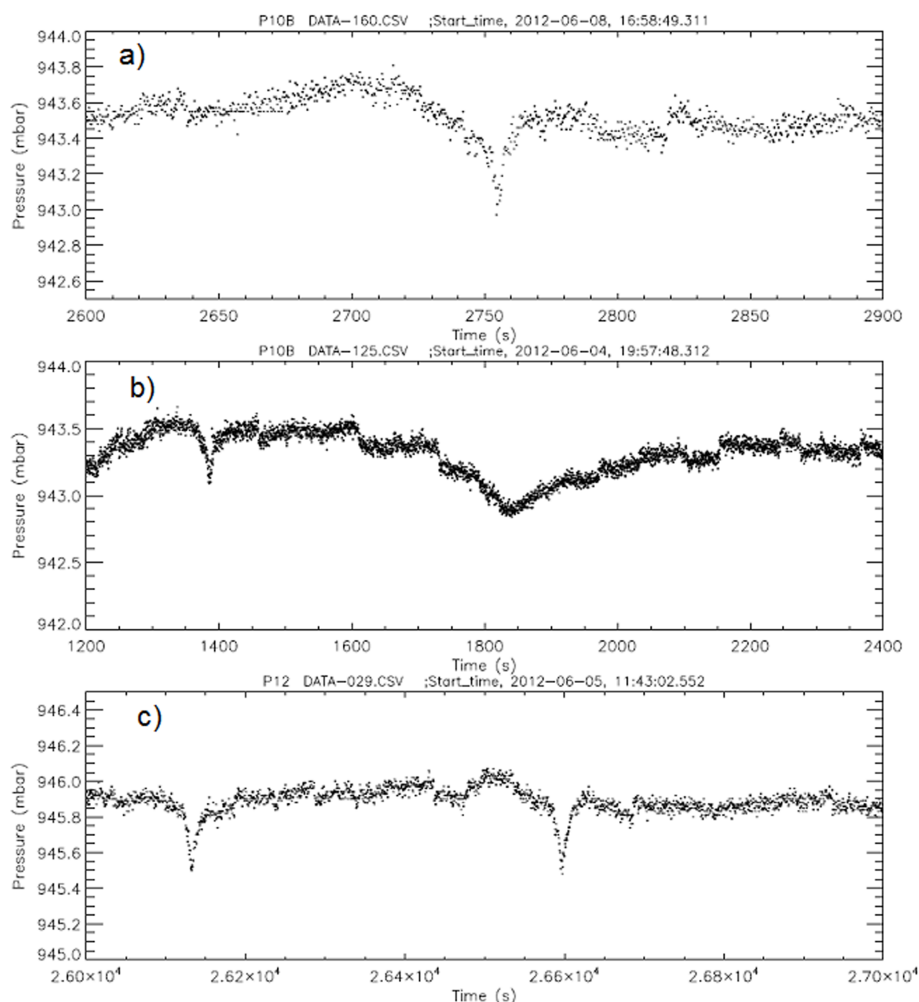 P10B DATA-160.CSV ;Start_time, 2012-06-08, 16:58:49.311
a)
944.0
943.8
943.6
943.4
943.2
943.0
942.8
942.6
Pressure (mbar)
2600 2650 2700 2750 2800 2850 2900
Time (s)
P10B DATA-125.CSV ;Start_time, 2012-06-04, 19:57:48.312
b)
944.0
943.5
943.0
942.5
942.0
Pressure (mbar)
1200 1400 1600 1800 2000 2200 2400
Time (s)
P12 DATA-029.CSV ;Start_time, 2012-06-05, 11:43:02.552
c)
946.4
946.2
946.0
945.8
945.6
945.4
945.2
945.0
Pressure (mbar)
2.60×10⁴ 2.62×10⁴ 2.64×10⁴ 2.66×10⁴ 2.68×10⁴ 2.70×10⁴
Time (s)